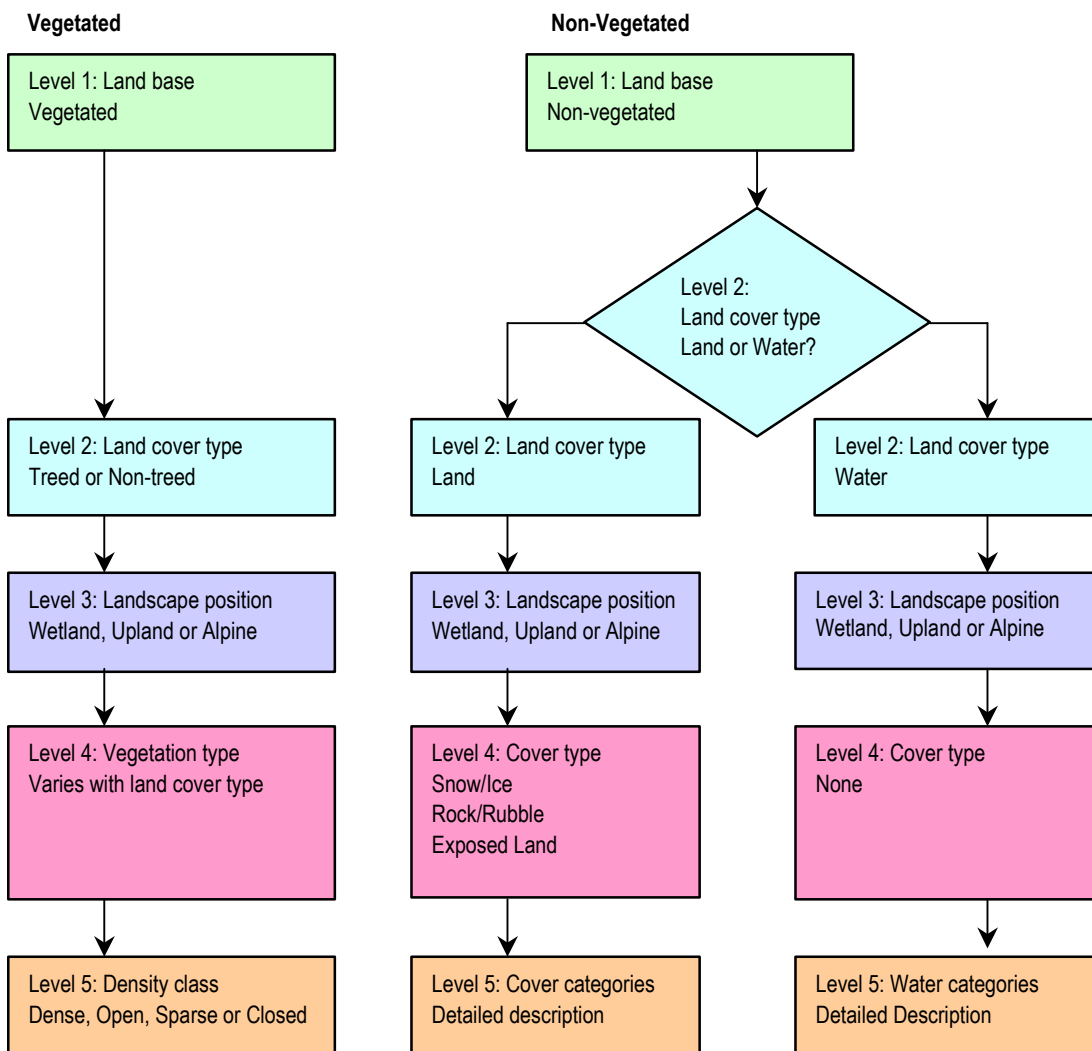 Vegetated
Non-Vegetated
Level 1: Land base
Vegetated
Level 1: Land base
Non-vegetated
Level 2:
Land cover type
Land or Water?
Level 2: Land cover type
Treed or Non-treed
Level 2: Land cover type
Land
Level 2: Land cover type
Water
Level 3: Landscape position
Wetland, Upland or Alpine
Level 3: Landscape position
Wetland, Upland or Alpine
Level 3: Landscape position
Wetland, Upland or Alpine
Level 4: Vegetation type
Varies with land cover type
Level 4: Cover type
Snow/Ice
Rock/Rubble
Exposed Land
Level 4: Cover type
None
Level 5: Density class
Dense, Open, Sparse or Closed
Level 5: Cover categories
Detailed description
Level 5: Water categories
Detailed Description